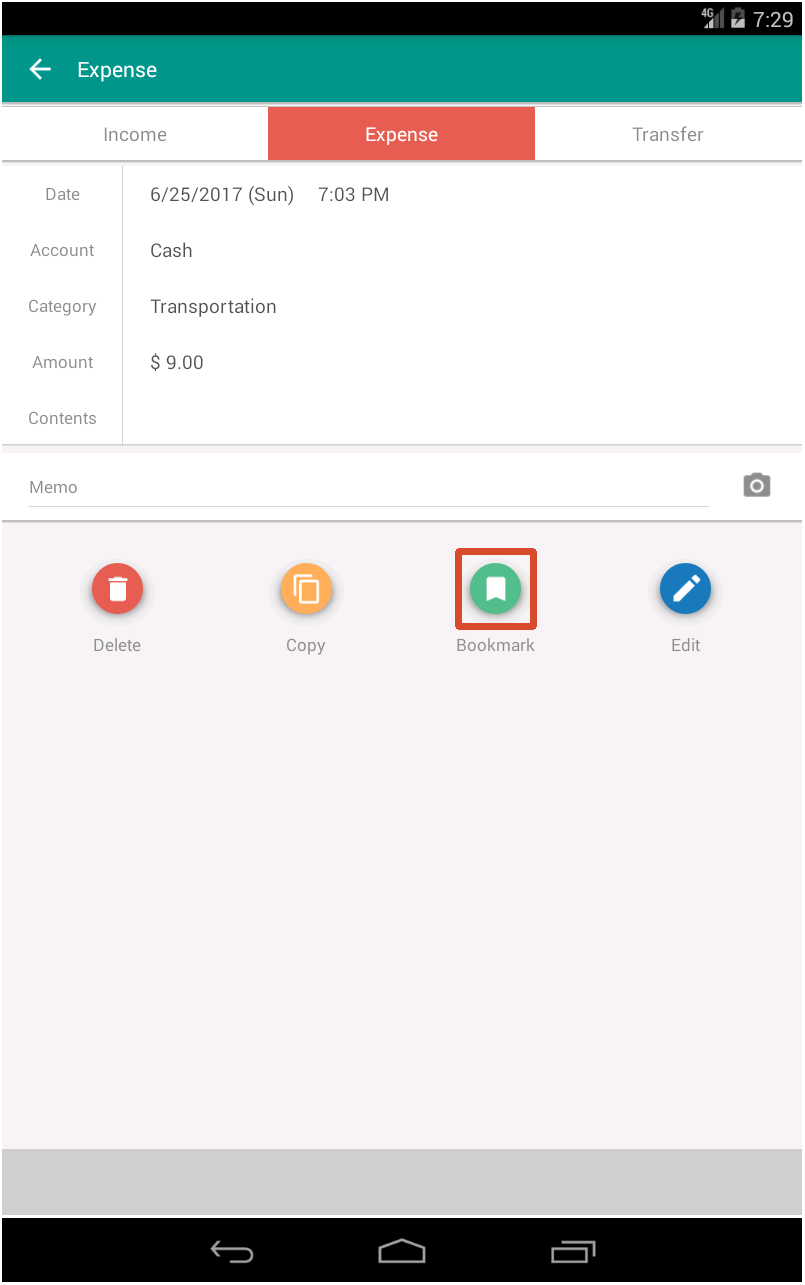 4G 7:29
Expense
Income Expense Transfer
Date 6/25/2017 (Sun) 7:03 PM
Account Cash
Category Transportation
Amount $ 9.00
Contents
Memo
Delete Copy Bookmark Edit